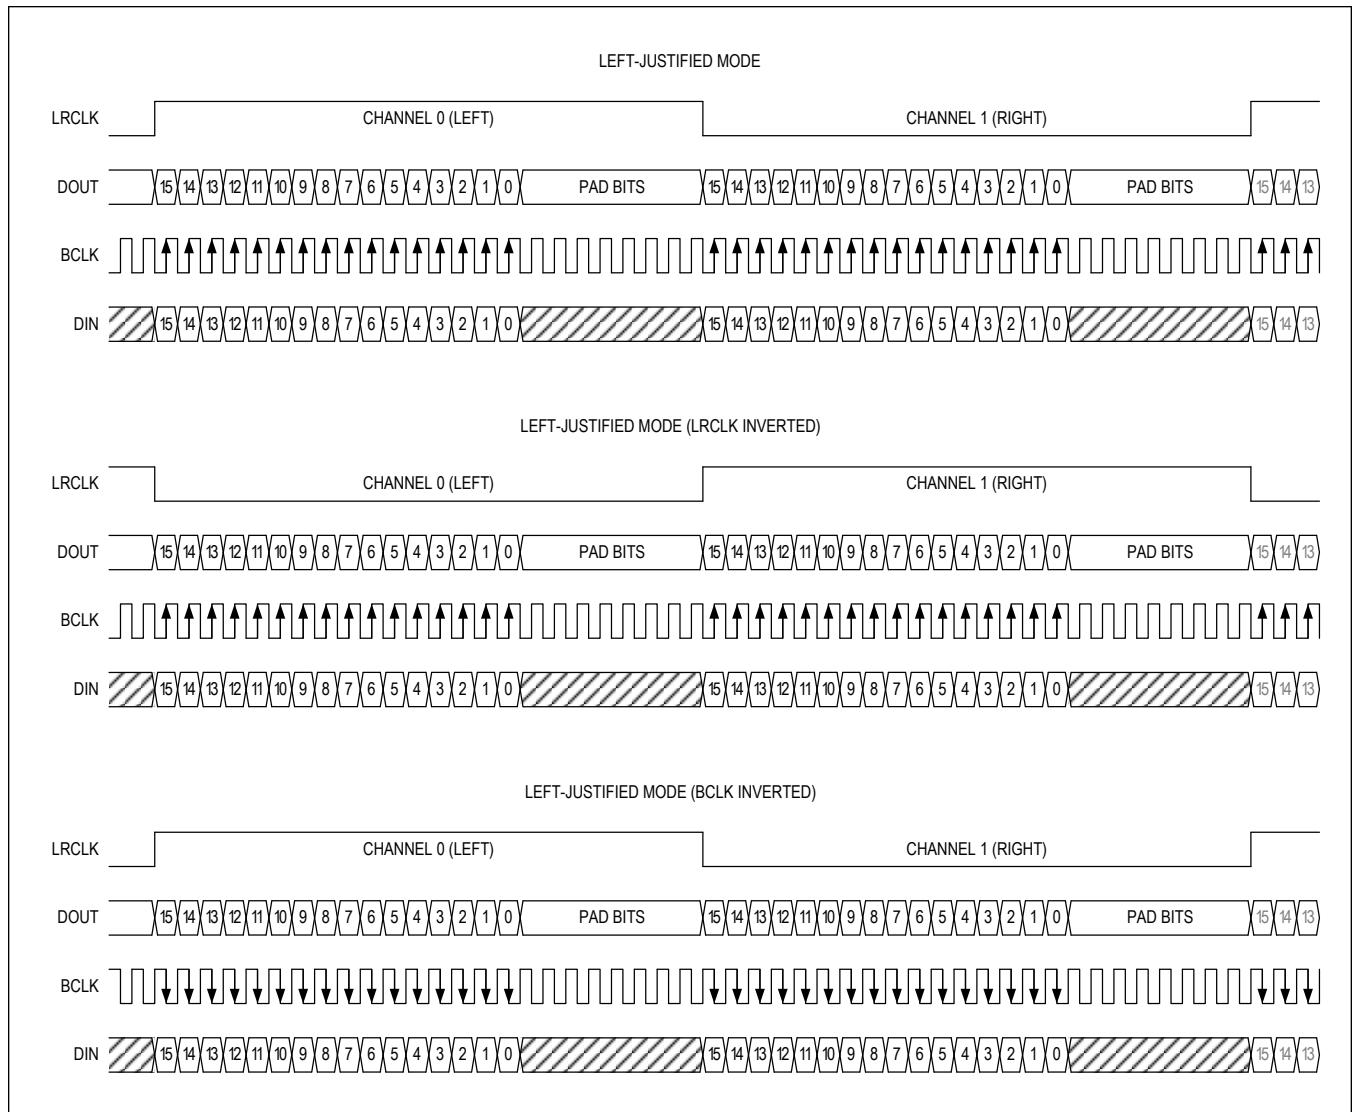 LEFT-JUSTIFIED MODE
LRCLK CHANNEL 0 (LEFT) CHANNEL 1 (RIGHT)
DOUT 15 14 13 12 11 10 9 8 7 6 5 4 3 2 1 0 PAD BITS 15 14 13 12 11 10 9 8 7 6 5 4 3 2 1 0 PAD BITS 15 14 13
BCLK
DIN 15 14 13 12 11 10 9 8 7 6 5 4 3 2 1 0 15 14 13 12 11 10 9 8 7 6 5 4 3 2 1 0 15 14 13
LEFT-JUSTIFIED MODE (LRCLK INVERTED)
LRCLK CHANNEL 0 (LEFT) CHANNEL 1 (RIGHT)
DOUT 15 14 13 12 11 10 9 8 7 6 5 4 3 2 1 0 PAD BITS 15 14 13 12 11 10 9 8 7 6 5 4 3 2 1 0 PAD BITS 15 14 13
BCLK
DIN 15 14 13 12 11 10 9 8 7 6 5 4 3 2 1 0 15 14 13 12 11 10 9 8 7 6 5 4 3 2 1 0 15 14 13
LEFT-JUSTIFIED MODE (BCLK INVERTED)
LRCLK CHANNEL 0 (LEFT) CHANNEL 1 (RIGHT)
DOUT 15 14 13 12 11 10 9 8 7 6 5 4 3 2 1 0 PAD BITS 15 14 13 12 11 10 9 8 7 6 5 4 3 2 1 0 PAD BITS 15 14 13
BCLK
DIN 15 14 13 12 11 10 9 8 7 6 5 4 3 2 1 0 15 14 13 12 11 10 9 8 7 6 5 4 3 2 1 0 15 14 13